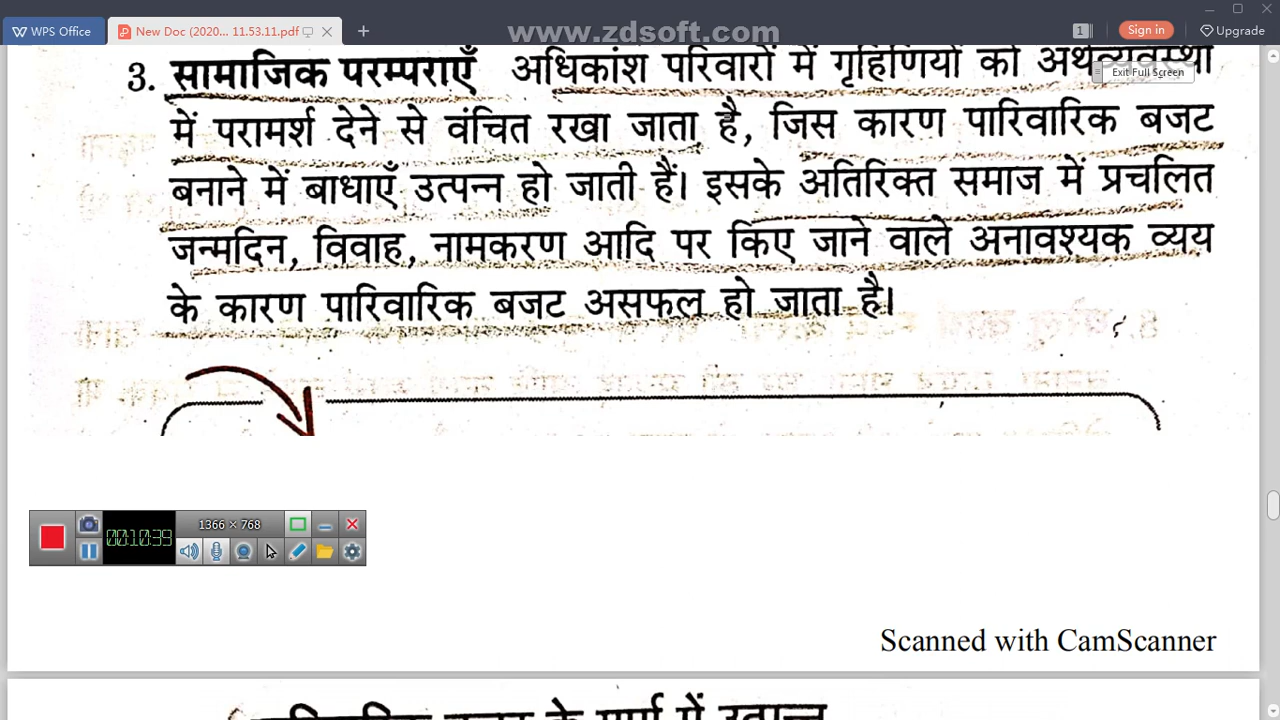 WPS Office
New Doc (2020... 11.53.11.pdf
www.zdsoft.com
1
Sign in
Upgrade
3. सामाजिक परम्पराएँ अधिकांश परिवारों में गृहिणियों को अर्थव्यवस्था
Exit Full Screen
में परामर्श देने से वंचित रखा जाता है, जिस कारण पारिवारिक बजट
बनाने में बाधाएँ उत्पन्न हो जाती हैं। इसके अतिरिक्त समाज में प्रचलित
जन्मदिन, विवाह, नामकरण आदि पर किए जाने वाले अनावश्यक व्यय
के कारण पारिवारिक बजट असफल हो जाता है।
00:10:39
1366 × 768
Scanned with CamScanner